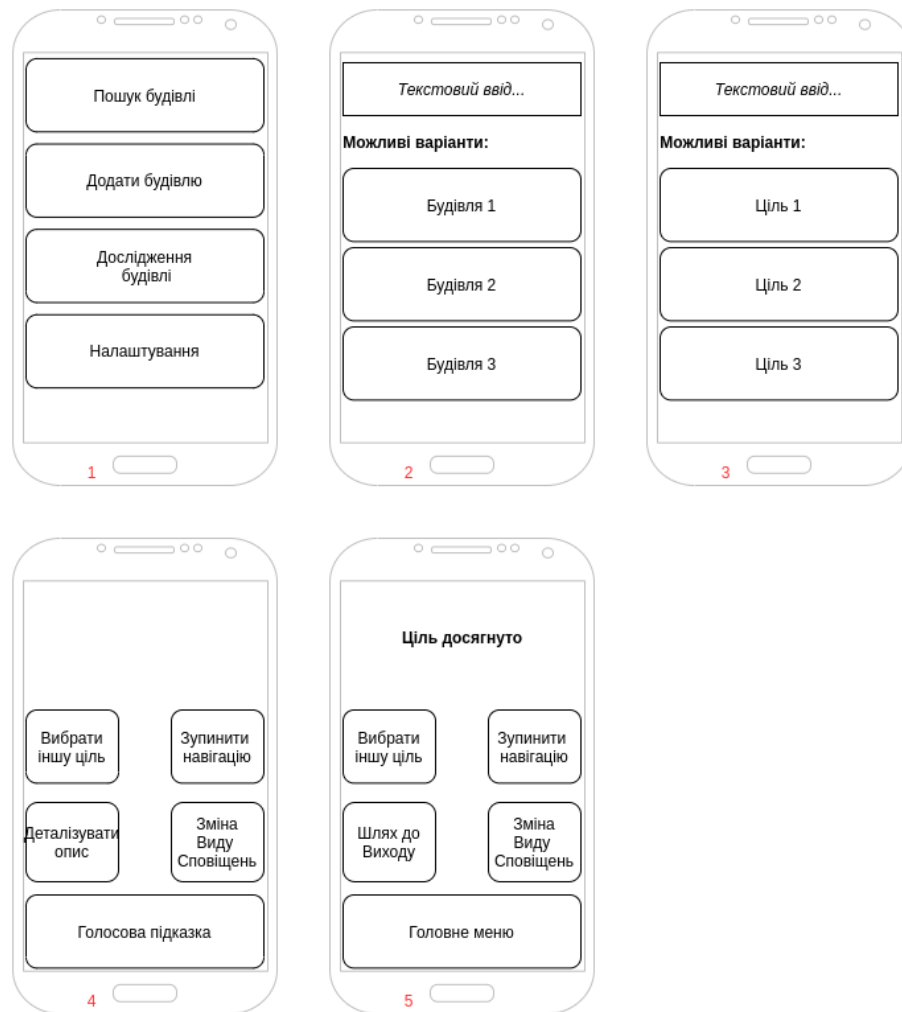 Пошук будівлі
Додати будівлю
Дослідження
будівлі
Налаштування
1
Текстовий ввід...
Можливі варіанти:
Будівля 1
Будівля 2
Будівля 3
2
Текстовий ввід...
Можливі варіанти:
Ціль 1
Ціль 2
Ціль 3
3
Вибрати
іншу ціль
Зупинити
навігацію
Деталізувати
опис
Зміна
Виду
Сповіщень
Голосова підказка
4
Ціль досягнуто
Вибрати
іншу ціль
Зупинити
навігацію
Шлях до
Виходу
Зміна
Виду
Сповіщень
Головне меню
5